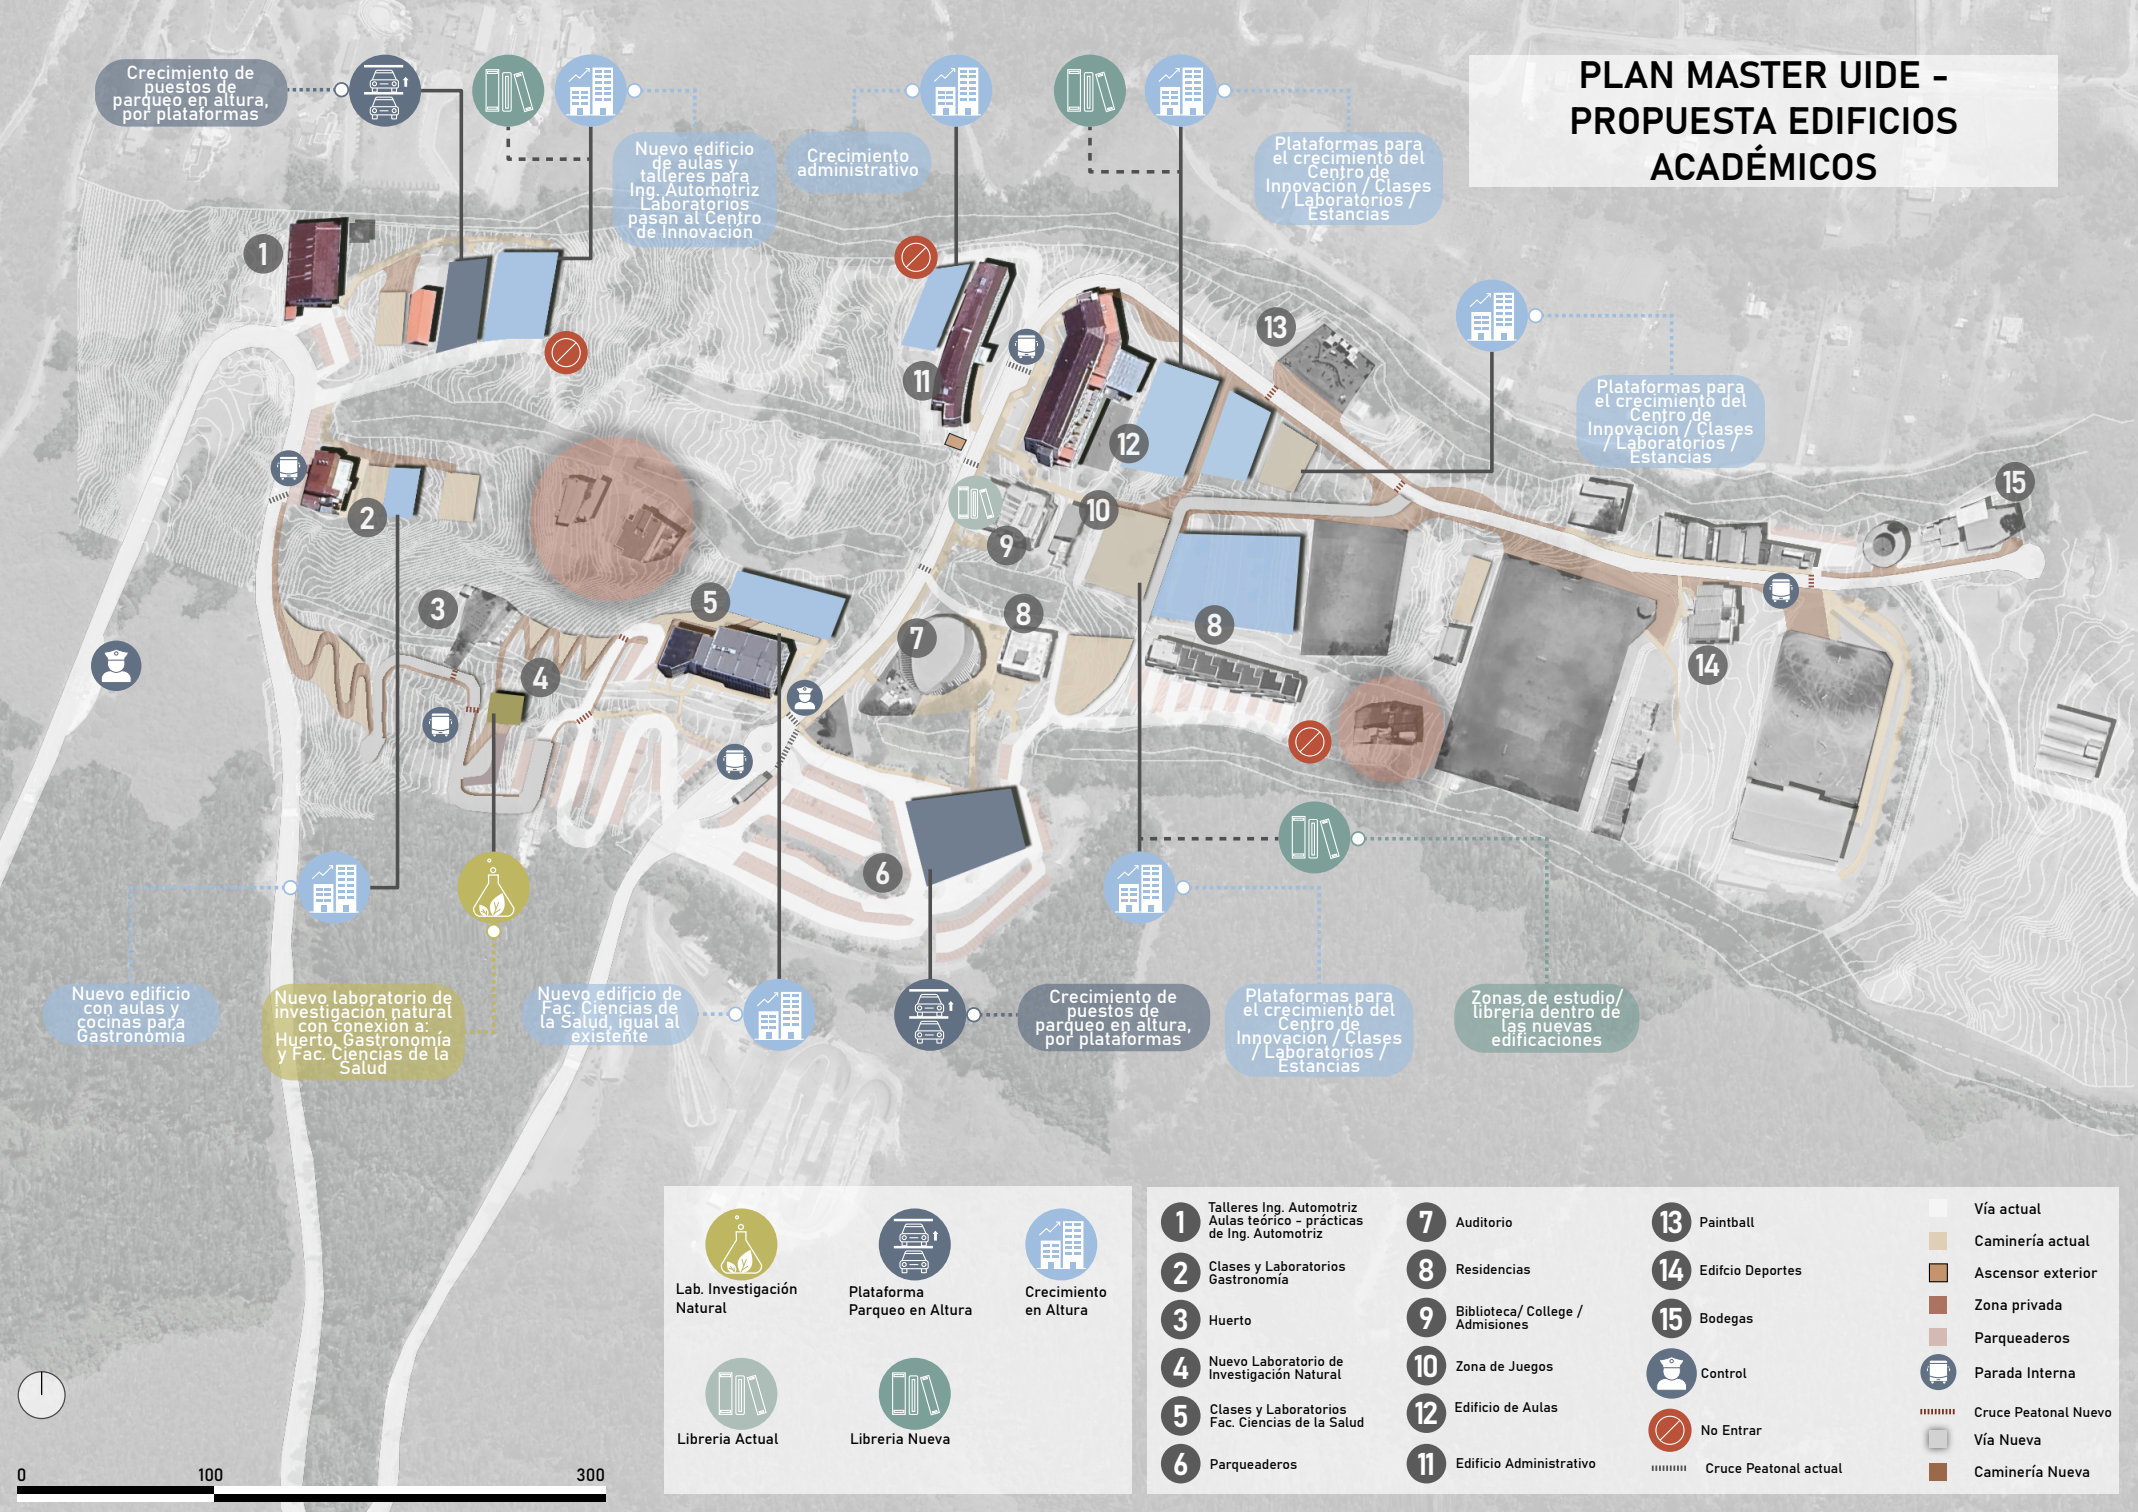 PLAN MASTER UIDE -
PROPUESTA EDIFICIOS
ACADÉMICOS
Crecimiento de
puestos de
parqueo en altura,
por plataformas
Nuevo edificio
de aulas y
talleres para
Ing. Automotriz
Laboratorios
pasan al Centro
de Innovación
Crecimiento
administrativo
Plataformas para
el crecimiento del
Centro de
Innovación / Clases
/ Laboratorios /
Estancias
Plataformas para
el crecimiento del
Centro de
Innovación / Clases
/ Laboratorios /
Estancias
1
2
3
4
5
6
7
8
8
9
10
11
12
13
14
15
Nuevo edificio
con aulas y
cocinas para
Gastronomía
Nuevo laboratorio de
investigación natural
con conexión a:
Huerto, Gastronomía
y Fac. Ciencias de la
Salud
Nuevo edificio de
Fac. Ciencias de
la Salud, igual al
existente
Crecimiento de
puestos de
parqueo en altura,
por plataformas
Plataformas para
el crecimiento del
Centro de
Innovación / Clases
/ Laboratorios /
Estancias
Zonas de estudio/
librería dentro de
las nuevas
edificaciones
Lab. Investigación
Natural
Plataforma
Parqueo en Altura
Crecimiento
en Altura
Libreria Actual
Libreria Nueva
1 Talleres Ing. Automotriz
Aulas teórico - prácticas
de Ing. Automotriz
2 Clases y Laboratorios
Gastronomía
3 Huerto
4 Nuevo Laboratorio de
Investigación Natural
5 Clases y Laboratorios
Fac. Ciencias de la Salud
6 Parqueaderos
7 Auditorio
8 Residencias
9 Biblioteca/ College /
Admisiones
10 Zona de Juegos
12 Edificio de Aulas
11 Edificio Administrativo
13 Paintball
14 Edifcio Deportes
15 Bodegas
Control
No Entrar
Cruce Peatonal actual
Vía actual
Caminería actual
Ascensor exterior
Zona privada
Parqueaderos
Parada Interna
Cruce Peatonal Nuevo
Vía Nueva
Caminería Nueva
0 100 300